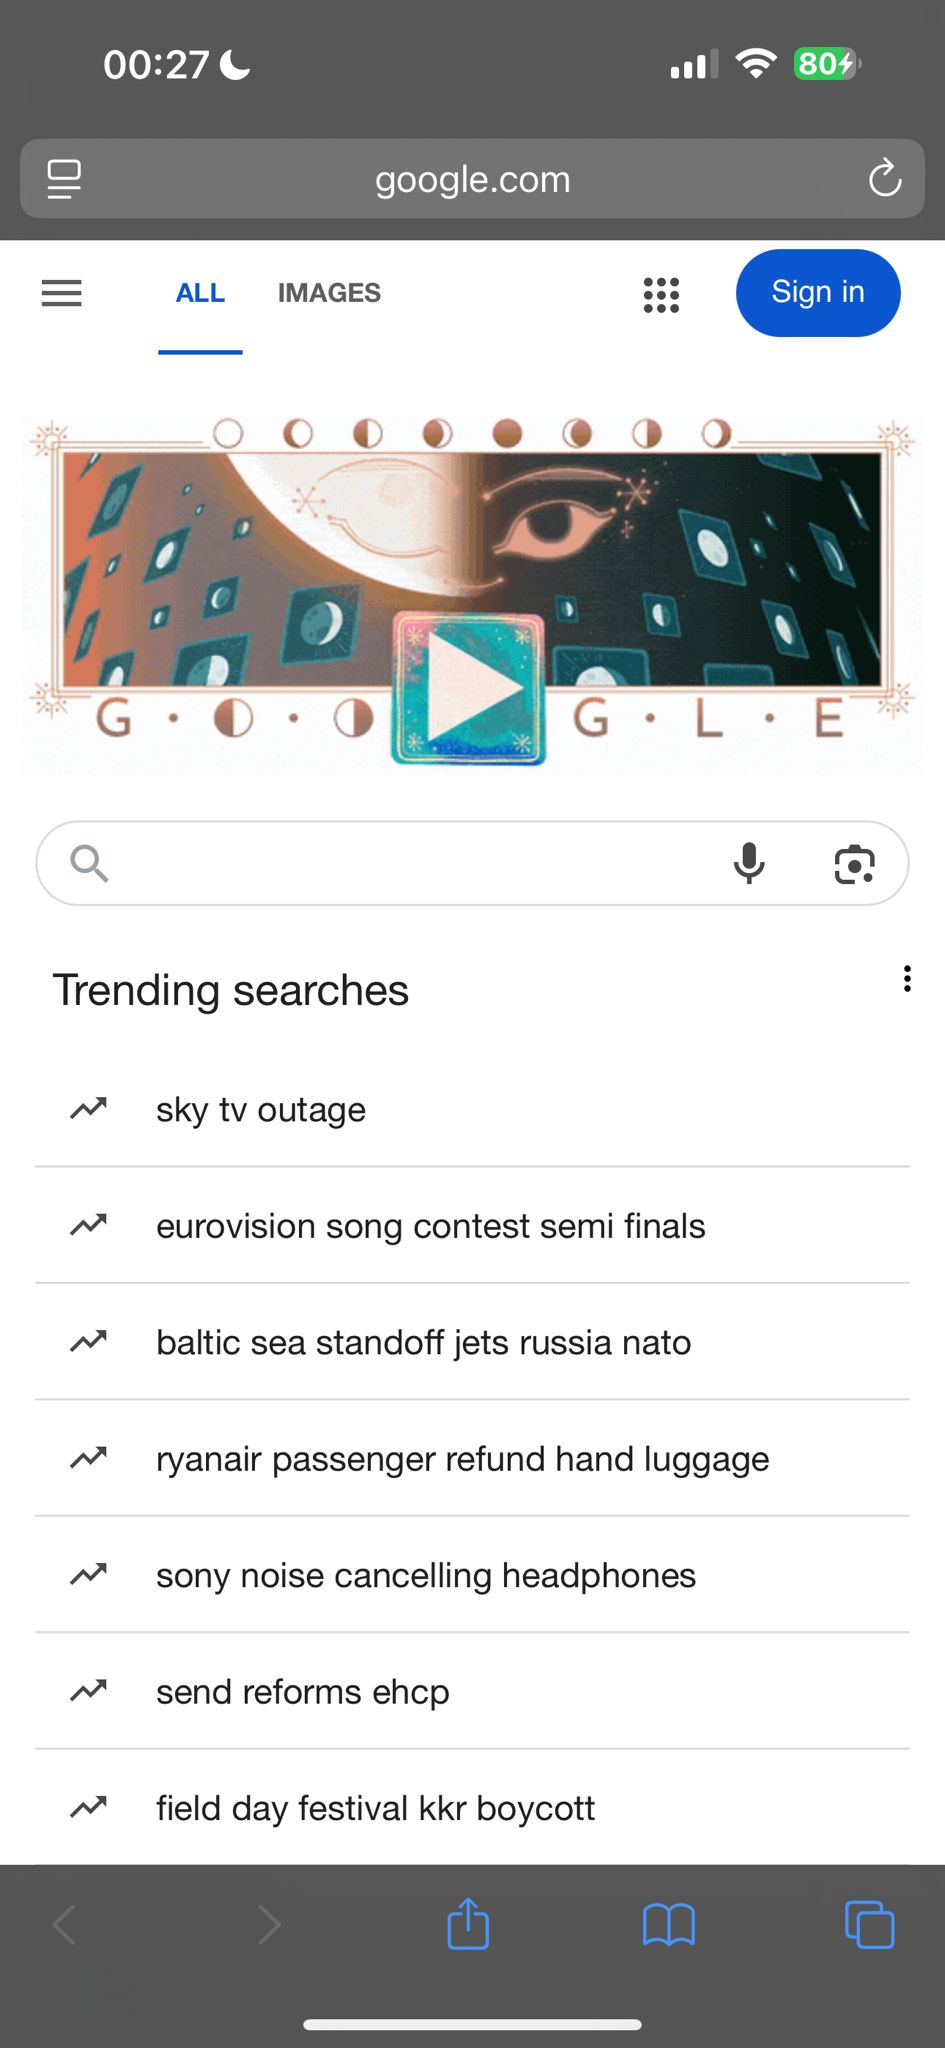 00:27
80
google.com
ALL IMAGES Sign in
G · · G · L · E
Trending searches
sky tv outage
eurovision song contest semi finals
baltic sea standoff jets russia nato
ryanair passenger refund hand luggage
sony noise cancelling headphones
send reforms ehcp
field day festival kkr boycott